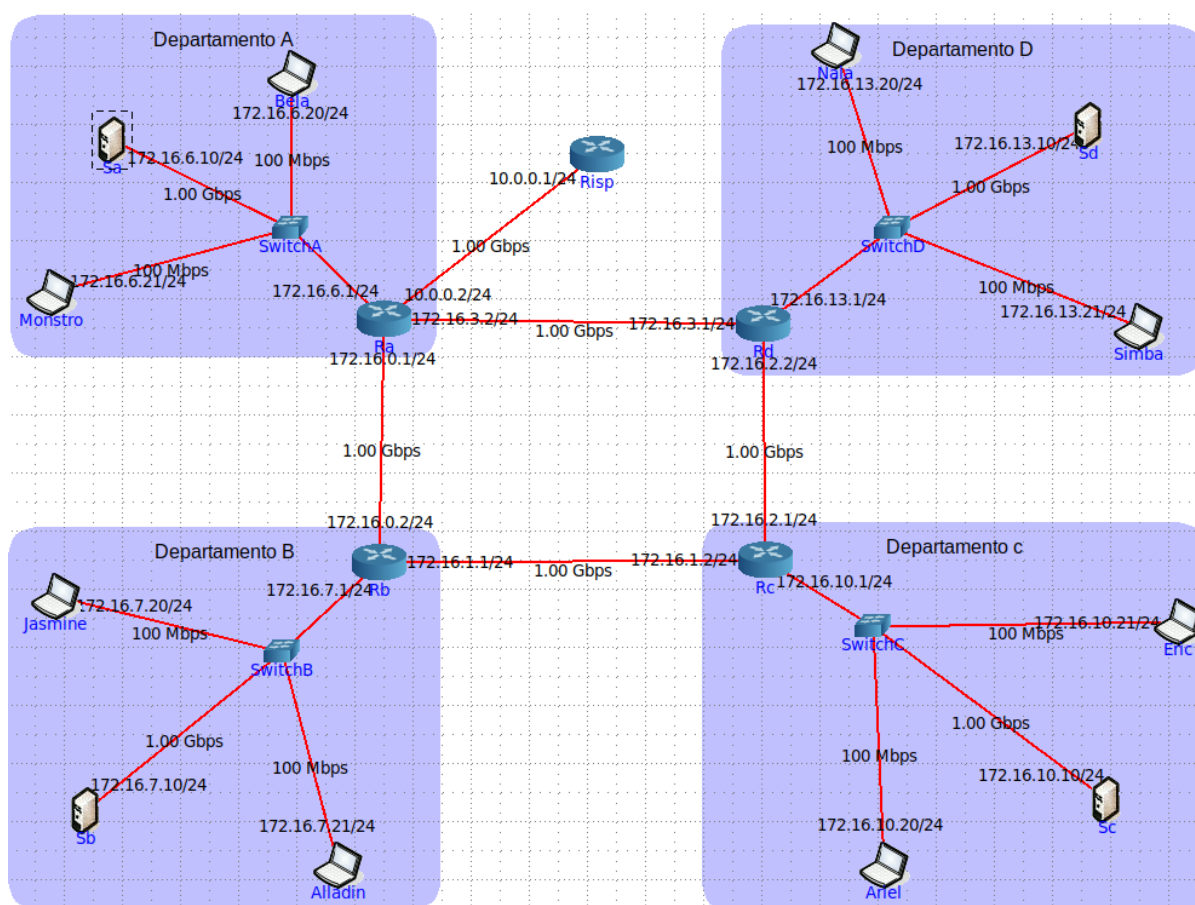 Departamento A
Bela
172.16.6.20/24
Sa
172.16.6.10/24
100 Mbps
1.00 Gbps
SwitchA
100 Mbps
172.16.6.21/24
Monstro
172.16.6.1/24
Risp
10.0.0.1/24
1.00 Gbps
10.0.0.2/24
172.16.3.2/24
Ra
172.16.0.1/24
1.00 Gbps
172.16.3.1/24
Departamento D
Nala
172.16.13.20/24
172.16.13.10/24
Sd
100 Mbps
1.00 Gbps
SwitchD
172.16.13.1/24
100 Mbps
172.16.13.21/24
Simba
Rd
172.16.2.2/24
1.00 Gbps
1.00 Gbps
172.16.0.2/24
172.16.2.1/24
Departamento B
172.16.1.1/24
Rb
172.16.7.1/24
172.16.7.20/24
Jasmine
100 Mbps
SwitchB
1.00 Gbps
172.16.7.10/24
Sb
100 Mbps
172.16.7.21/24
Alladin
1.00 Gbps
Departamento c
172.16.1.2/24
Rc
172.16.10.1/24
SwitchC
100 Mbps
172.16.10.21/24
Eric
1.00 Gbps
100 Mbps
172.16.10.10/24
Sc
172.16.10.20/24
Ariel